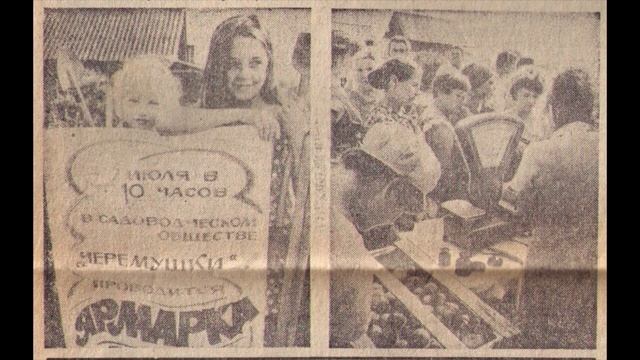 ИЮЛЯ В
10 ЧАСОВ
В САДОВОДЧЕСКОМ
ОБЩЕСТВЕ
"ЧЕРЕМУШКИ"
ПРОВОДИТСЯ
ЯРМАРКА